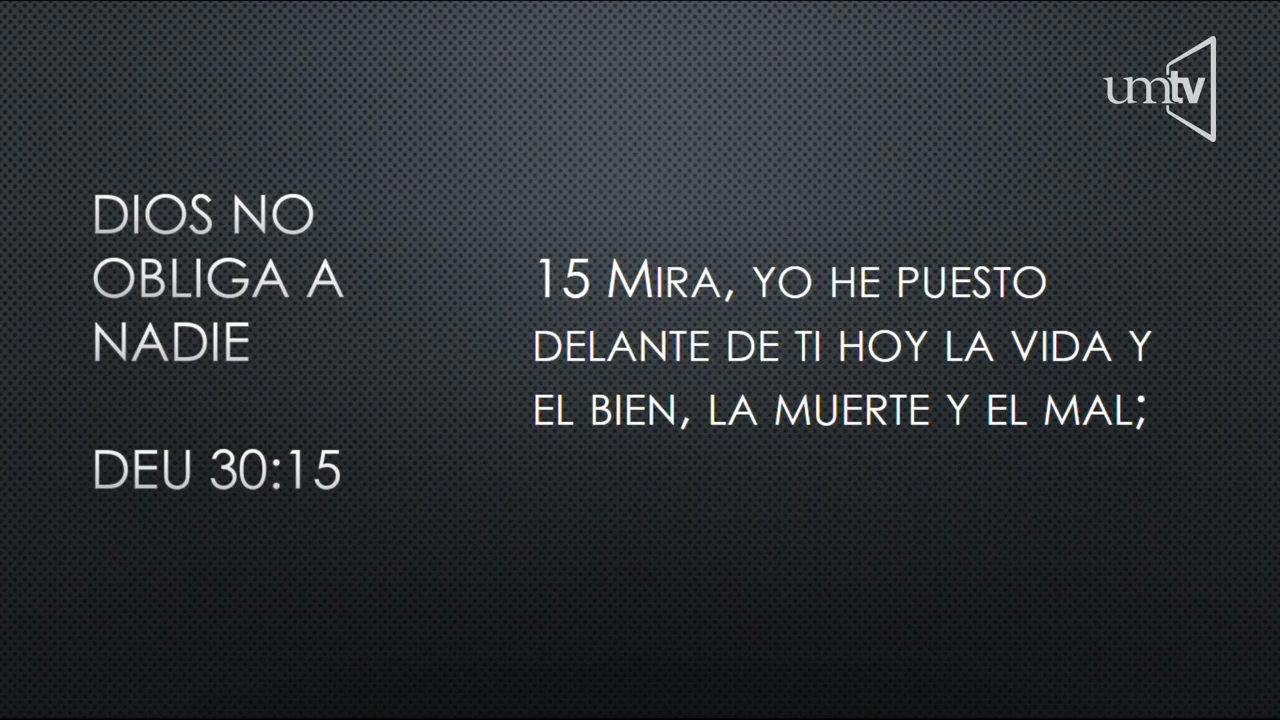 umtv
DIOS NO
OBLIGA A
NADIE
DEU 30:15
15 MIRA, YO HE PUESTO
DELANTE DE TI HOY LA VIDA Y
EL BIEN, LA MUERTE Y EL MAL;